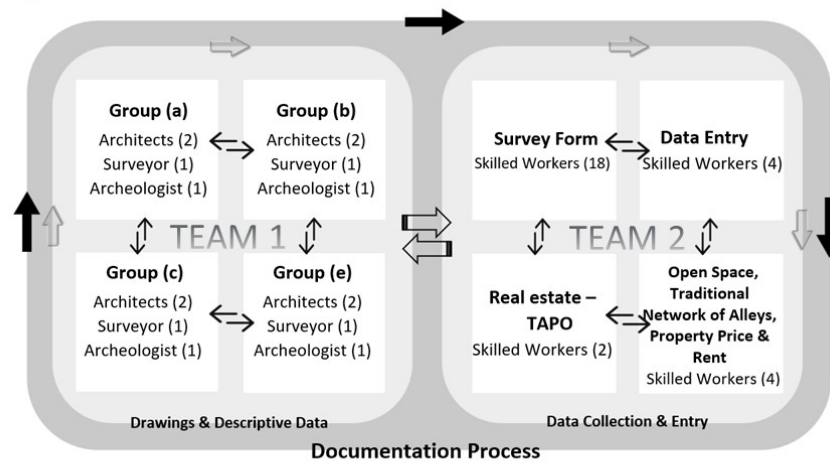 Group (a)
Architects (2)
Surveyor (1)
Archeologist (1)
Group (b)
Architects (2)
Surveyor (1)
Archeologist (1)
TEAM 1
Group (c)
Architects (2)
Surveyor (1)
Archeologist (1)
Group (e)
Architects (2)
Surveyor (1)
Archeologist (1)
Drawings & Descriptive Data
Survey Form
Skilled Workers (18)
Data Entry
Skilled Workers (4)
TEAM 2
Real estate –
TAPO
Skilled Workers (2)
Open Space,
Traditional
Network of Alleys,
Property Price &
Rent
Skilled Workers (4)
Data Collection & Entry
Documentation Process